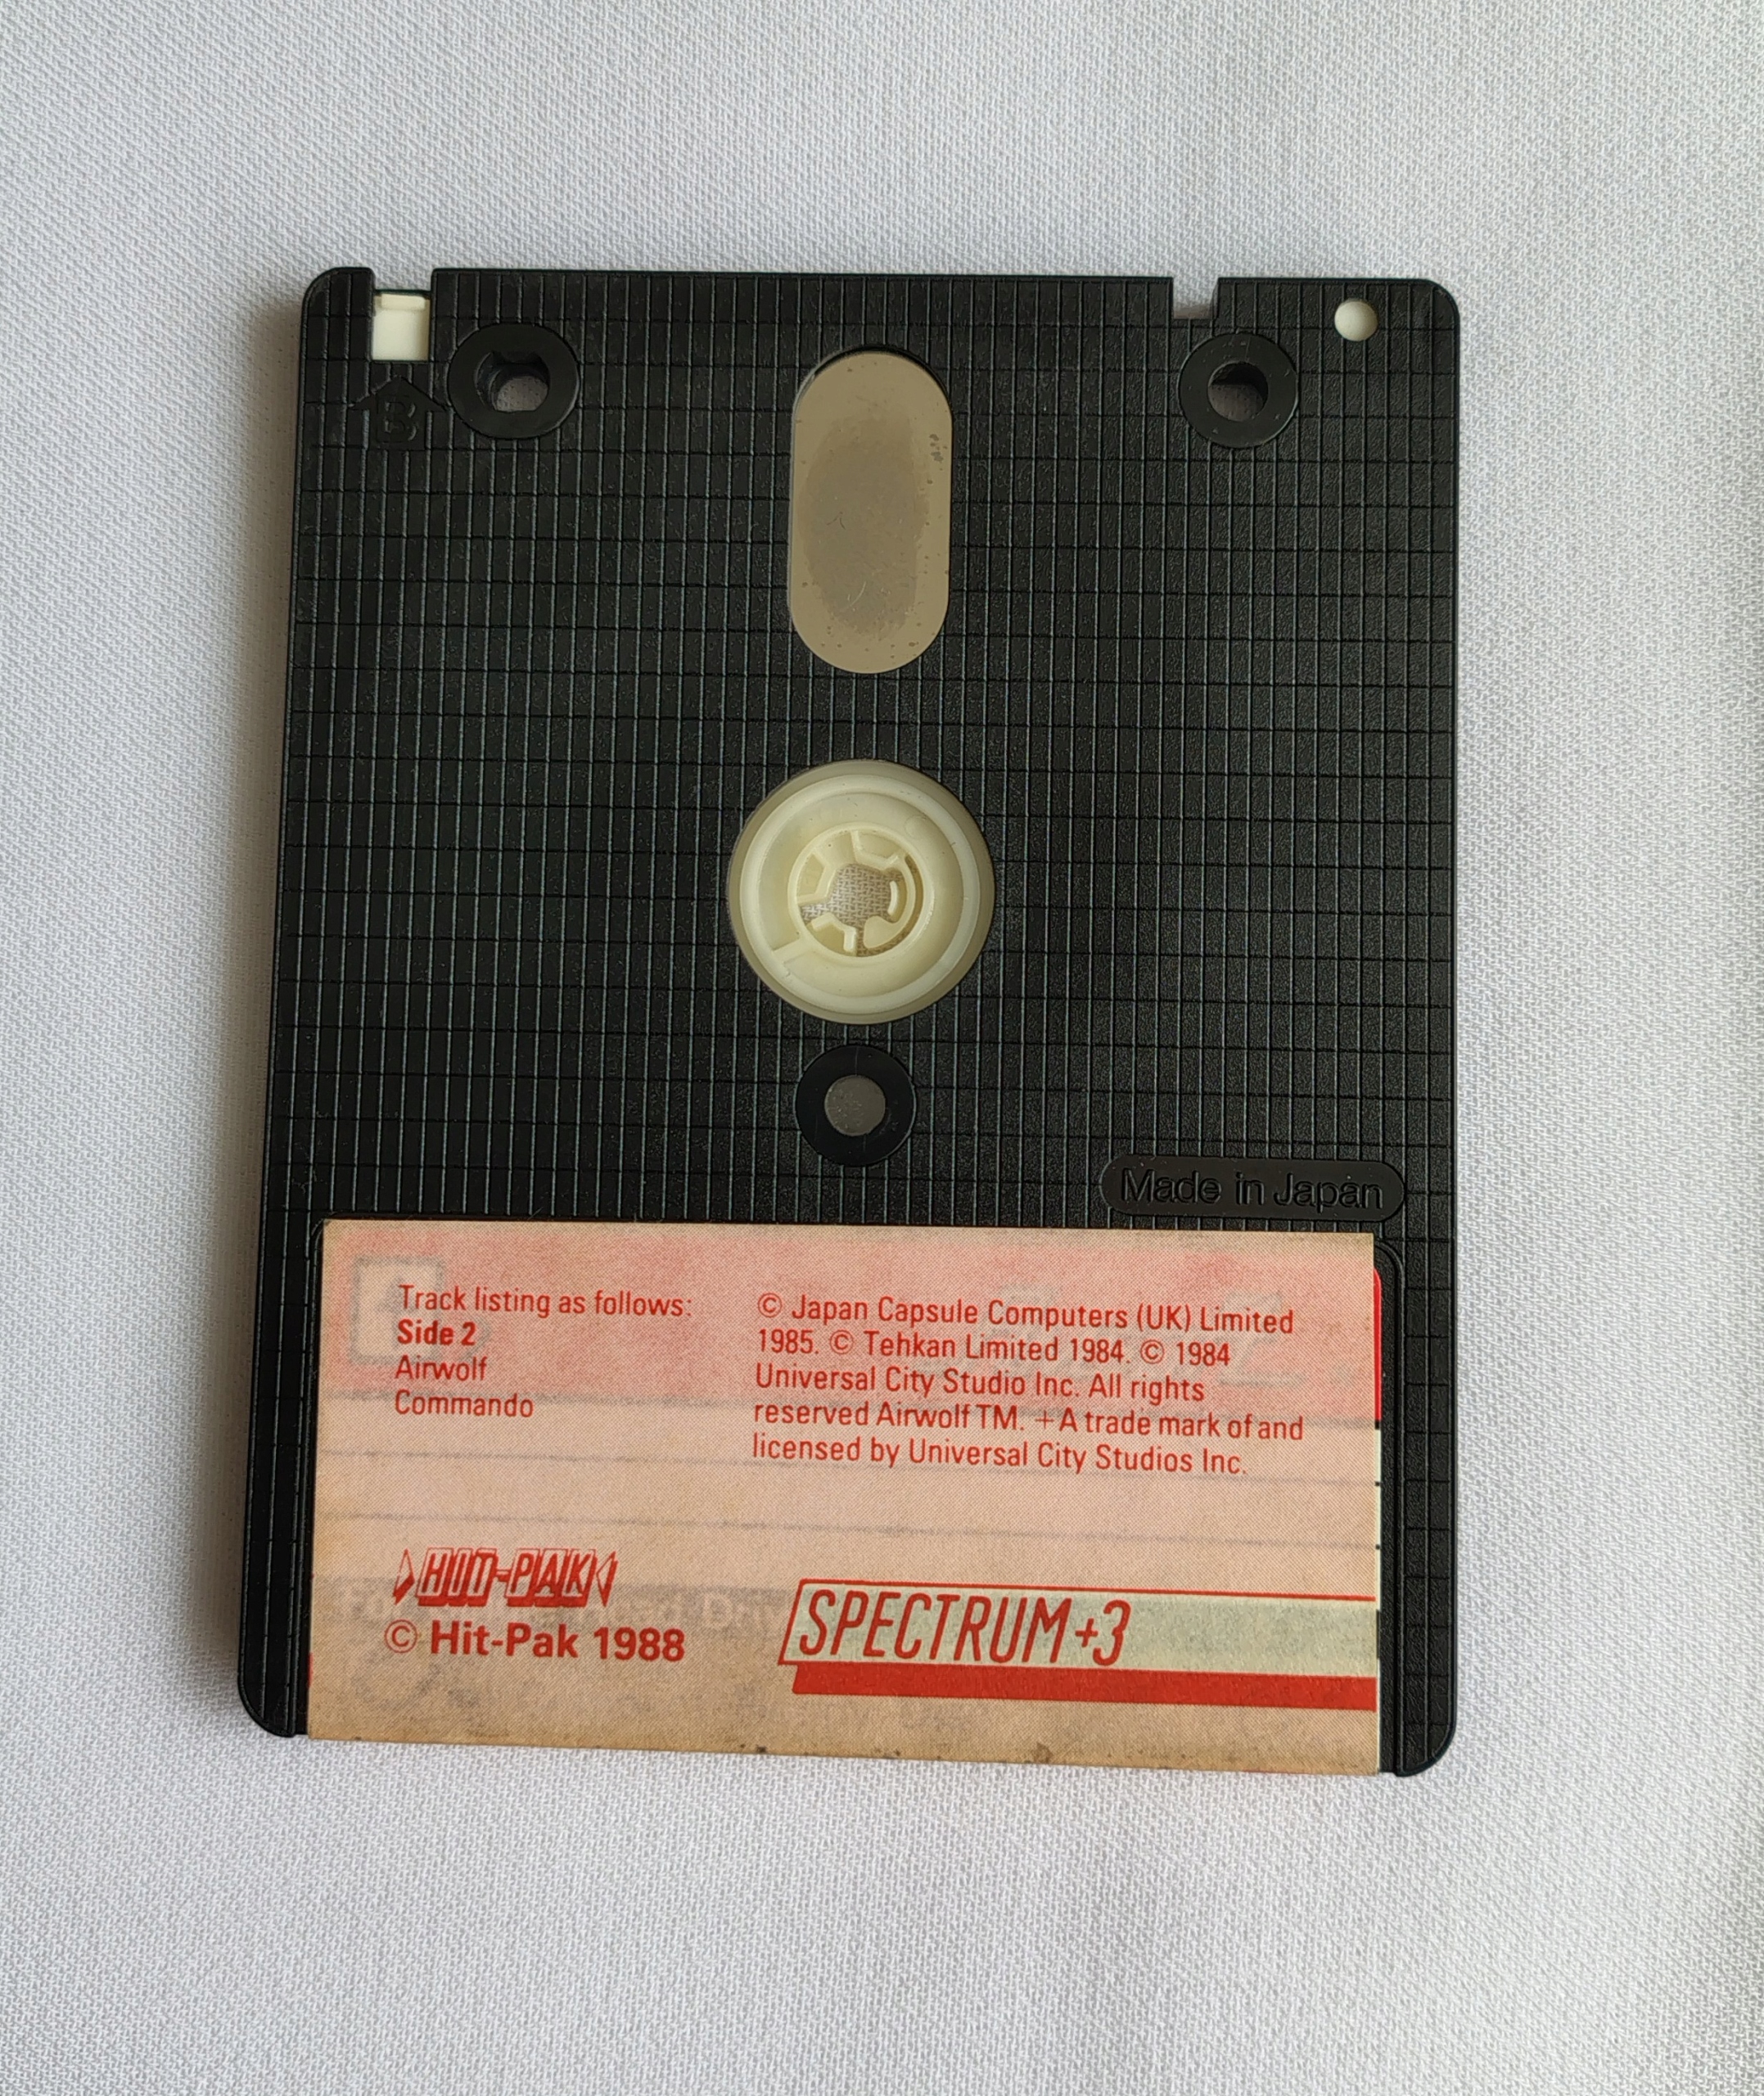 B
Made in Japan
Track listing as follows:
Side 2
Airwolf
Commando
© Japan Capsule Computers (UK) Limited
1985. © Tehkan Limited 1984. © 1984
Universal City Studio Inc. All rights
reserved Airwolf TM. +A trade mark of and
licensed by Universal City Studios Inc.
HIT-PAK
© Hit-Pak 1988
SPECTRUM +3